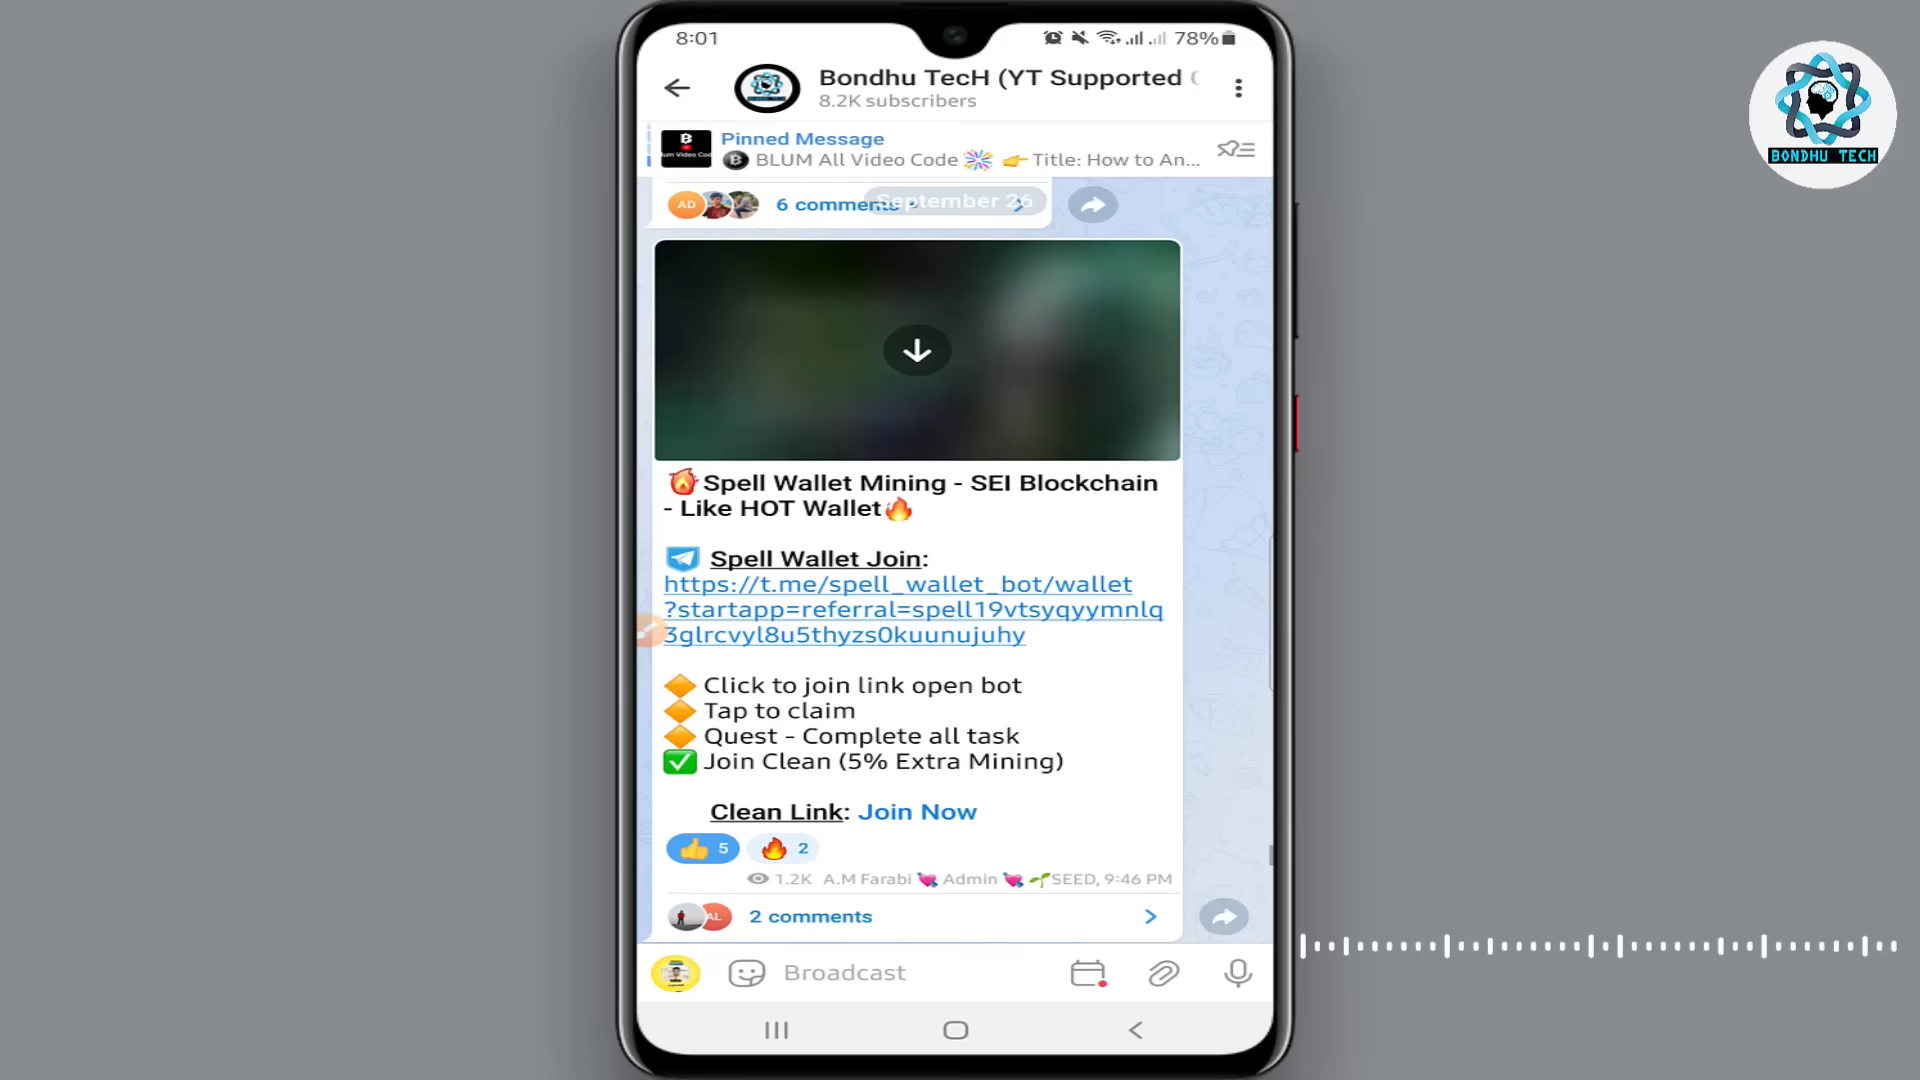 8:01
78%
Bondhu TecH (YT Supported
8.2K subscribers
BONDHU TECH
Pinned Message
BLUM All Video Code 🎆 👉 Title: How to An...
September 26
AD 6 comments
🔥Spell Wallet Mining - SEI Blockchain
- Like HOT Wallet🔥
Spell Wallet Join:
https://t.me/spell_wallet_bot/wallet
?startapp=referral=spell19vtsyqyymnlq
3glrcvyl8u5thyzs0kuunujuhy
🔶 Click to join link open bot
🔶 Tap to claim
🔶 Quest - Complete all task
✅ Join Clean (5% Extra Mining)
Clean Link: Join Now
👍 5 🔥 2
1.2K A.M Farabi 💘 Admin 💘 🌱SEED, 9:46 PM
AL 2 comments
Broadcast